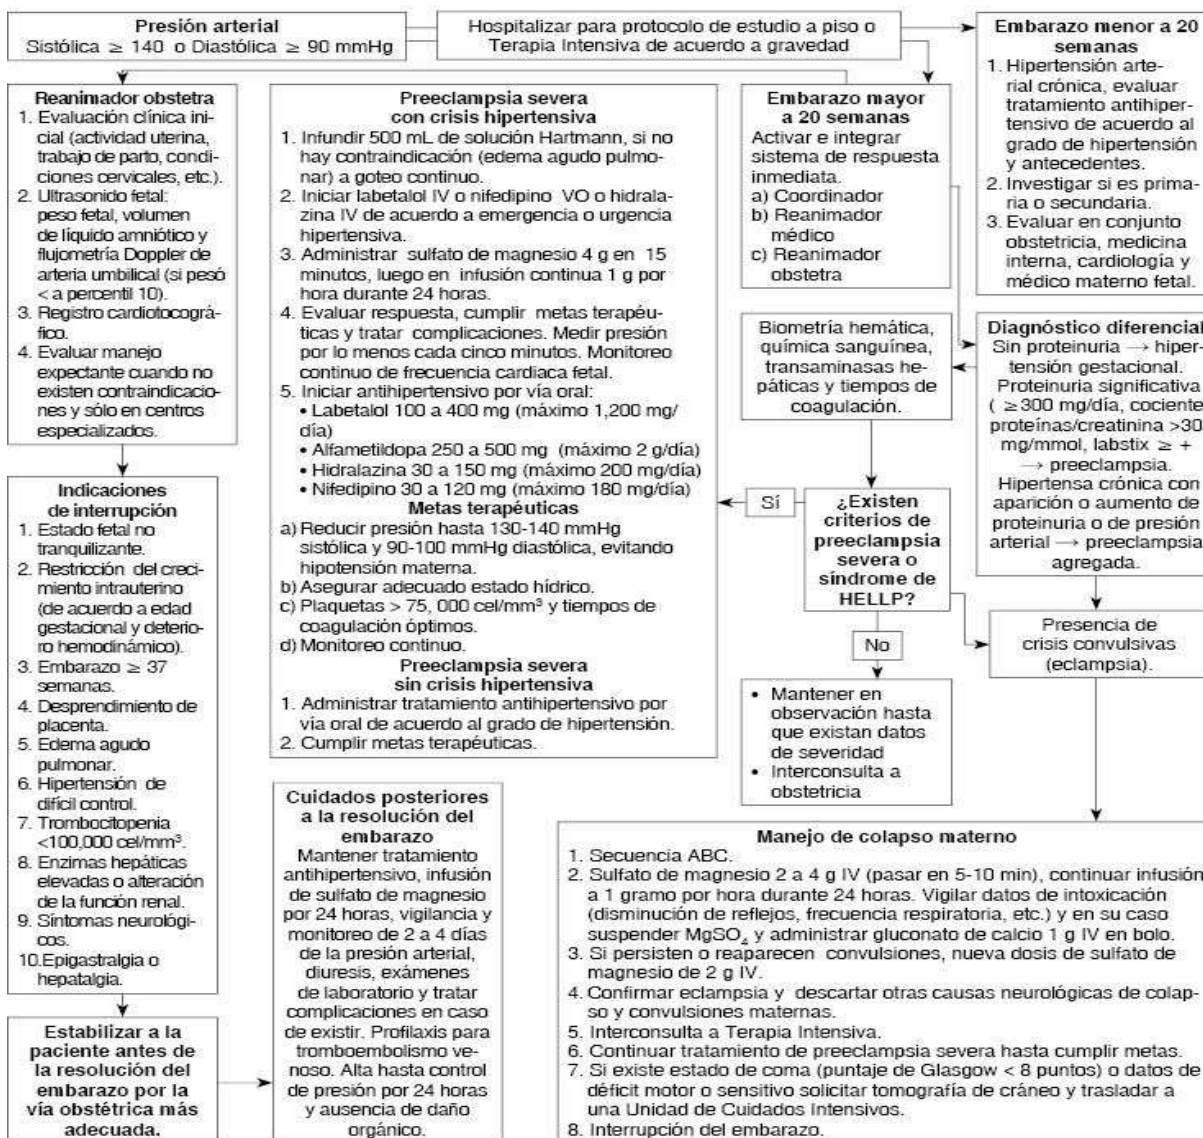 Presión arterial
Sistólica ≥ 140 o Diastólica ≥ 90 mmHg
Hospitalizar para protocolo de estudio a piso o
Terapia Intensiva de acuerdo a gravedad
Embarazo menor a 20
semanas
1. Hipertensión arte-
rial crónica, evaluar
tratamiento antihiper-
tensivo de acuerdo al
grado de hipertensión
y antecedentes.
2. Investigar si es prima-
ria o secundaria.
3. Evaluar en conjunto
obstetricia, medicina
interna, cardiología y
médico materno fetal.
Reanimador obstetra
1. Evaluación clínica ini-
cial (actividad uterina,
trabajo de parto, condi-
ciones cervicales, etc.).
2. Ultrasonido fetal:
peso fetal, volumen
de líquido amniótico y
flujometría Doppler de
arteria umbilical (si pesó
< a percentil 10).
3. Registro cardiotocográ-
fico.
4. Evaluar manejo
expectante cuando no
existen contraindicacio-
nes y sólo en centros
especializados.
Preeclampsia severa
con crisis hipertensiva
1. Infundir 500 mL de solución Hartmann, si no
hay contraindicación (edema agudo pulmo-
nar) a goteo continuo.
2. Iniciar labetalol IV o nifedipino VO o hidrala-
zina IV de acuerdo a emergencia o urgencia
hipertensiva.
3. Administrar sulfato de magnesio 4 g en 15
minutos, luego en infusión continua 1 g por
hora durante 24 horas.
4. Evaluar respuesta, cumplir metas terapéu-
ticas y tratar complicaciones. Medir presión
por lo menos cada cinco minutos. Monitoreo
continuo de frecuencia cardiaca fetal.
5. Iniciar antihipertensivo por vía oral:
• Labetalol 100 a 400 mg (máximo 1,200 mg/
día)
• Alfametildopa 250 a 500 mg (máximo 2 g/día)
• Hidralazina 30 a 150 mg (máximo 200 mg/día)
• Nifedipino 30 a 120 mg (máximo 180 mg/día)
Metas terapéuticas
a) Reducir presión hasta 130-140 mmHg
sistólica y 90-100 mmHg diastólica, evitando
hipotensión materna.
b) Asegurar adecuado estado hídrico.
c) Plaquetas > 75, 000 cel/mm³ y tiempos de
coagulación óptimos.
d) Monitoreo continuo.
Preeclampsia severa
sin crisis hipertensiva
1. Administrar tratamiento antihipertensivo por
vía oral de acuerdo al grado de hipertensión.
2. Cumplir metas terapéuticas.
Embarazo mayor
a 20 semanas
Activar e integrar
sistema de respuesta
inmediata.
a) Coordinador
b) Reanimador
médico
c) Reanimador
obstetra
Biometría hemática,
química sanguínea,
transaminasas he-
páticas y tiempos de
coagulación.
Diagnóstico diferencial
Sin proteinuria → hiper-
tensión gestacional.
Proteinuria significativa
( ≥300 mg/día, cociente
proteínas/creatinina >30
mg/mmol, labstix ≥ +
→ preeclampsia.
Hipertensa crónica con
aparición o aumento de
proteinuria o de presión
arterial → preeclampsia
agregada.
Sí
¿Existen
criterios de
preeclampsia
severa o
síndrome de
HELLP?
No
Presencia de
crisis convulsivas
(eclampsia).
• Mantener en
observación hasta
que existan datos
de severidad
• Interconsulta a
obstetricia
Indicaciones
de interrupción
1. Estado fetal no
tranquilizante.
2. Restricción del creci-
miento intrauterino
(de acuerdo a edad
gestacional y deterio-
ro hemodinámico).
3. Embarazo ≥ 37
semanas.
4. Desprendimiento de
placenta.
5. Edema agudo
pulmonar.
6. Hipertensión de
difícil control.
7. Trombocitopenia
<100,000 cel/mm³.
8. Enzimas hepáticas
elevadas o alteración
de la función renal.
9. Síntomas neurológi-
cos.
10.Epigastralgia o
hepatalgia.
Estabilizar a la
paciente antes de
la resolución del
embarazo por la
vía obstétrica más
adecuada.
Cuidados posteriores
a la resolución del
embarazo
Mantener tratamiento
antihipertensivo, infusión
de sulfato de magnesio
por 24 horas, vigilancia y
monitoreo de 2 a 4 días
de la presión arterial,
diuresis, exámenes
de laboratorio y tratar
complicaciones en caso
de existir. Profilaxis para
tromboembolismo ve-
noso. Alta hasta control
de presión por 24 horas
y ausencia de daño
orgánico.
Manejo de colapso materno
1. Secuencia ABC.
2. Sulfato de magnesio 2 a 4 g IV (pasar en 5-10 min), continuar infusión
a 1 gramo por hora durante 24 horas. Vigilar datos de intoxicación
(disminución de reflejos, frecuencia respiratoria, etc.) y en su caso
suspender MgSO₄ y administrar gluconato de calcio 1 g IV en bolo.
3. Si persisten o reaparecen convulsiones, nueva dosis de sulfato de
magnesio de 2 g IV.
4. Confirmar eclampsia y descartar otras causas neurológicas de colap-
so y convulsiones maternas.
5. Interconsulta a Terapia Intensiva.
6. Continuar tratamiento de preeclampsia severa hasta cumplir metas.
7. Si existe estado de coma (puntaje de Glasgow < 8 puntos) o datos de
déficit motor o sensitivo solicitar tomografía de cráneo y trasladar a
una Unidad de Cuidados Intensivos.
8. Interrupción del embarazo.